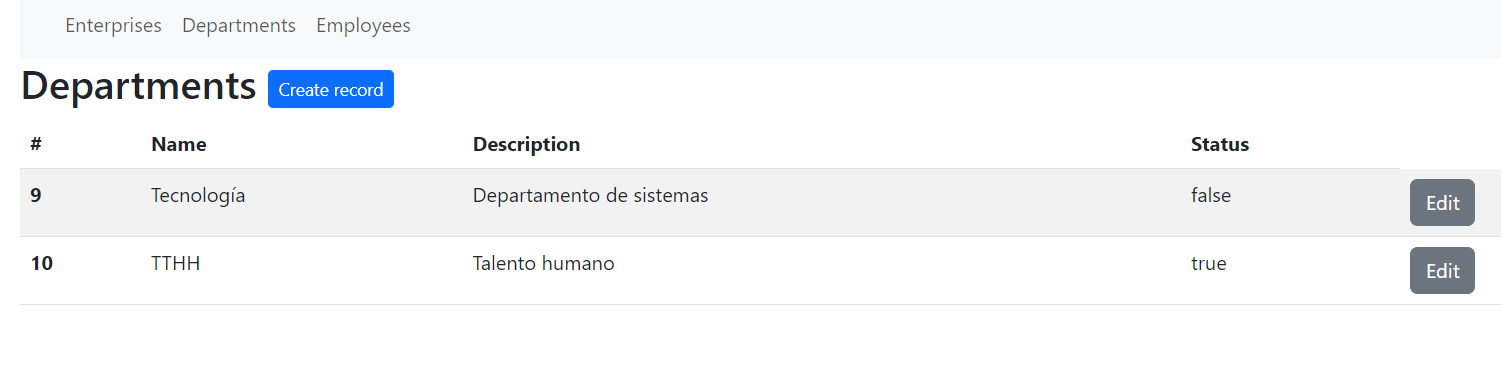 Enterprises Departments Employees
Departments Create record
# Name Description Status
9 Tecnología Departamento de sistemas false Edit
10 TTHH Talento humano true Edit